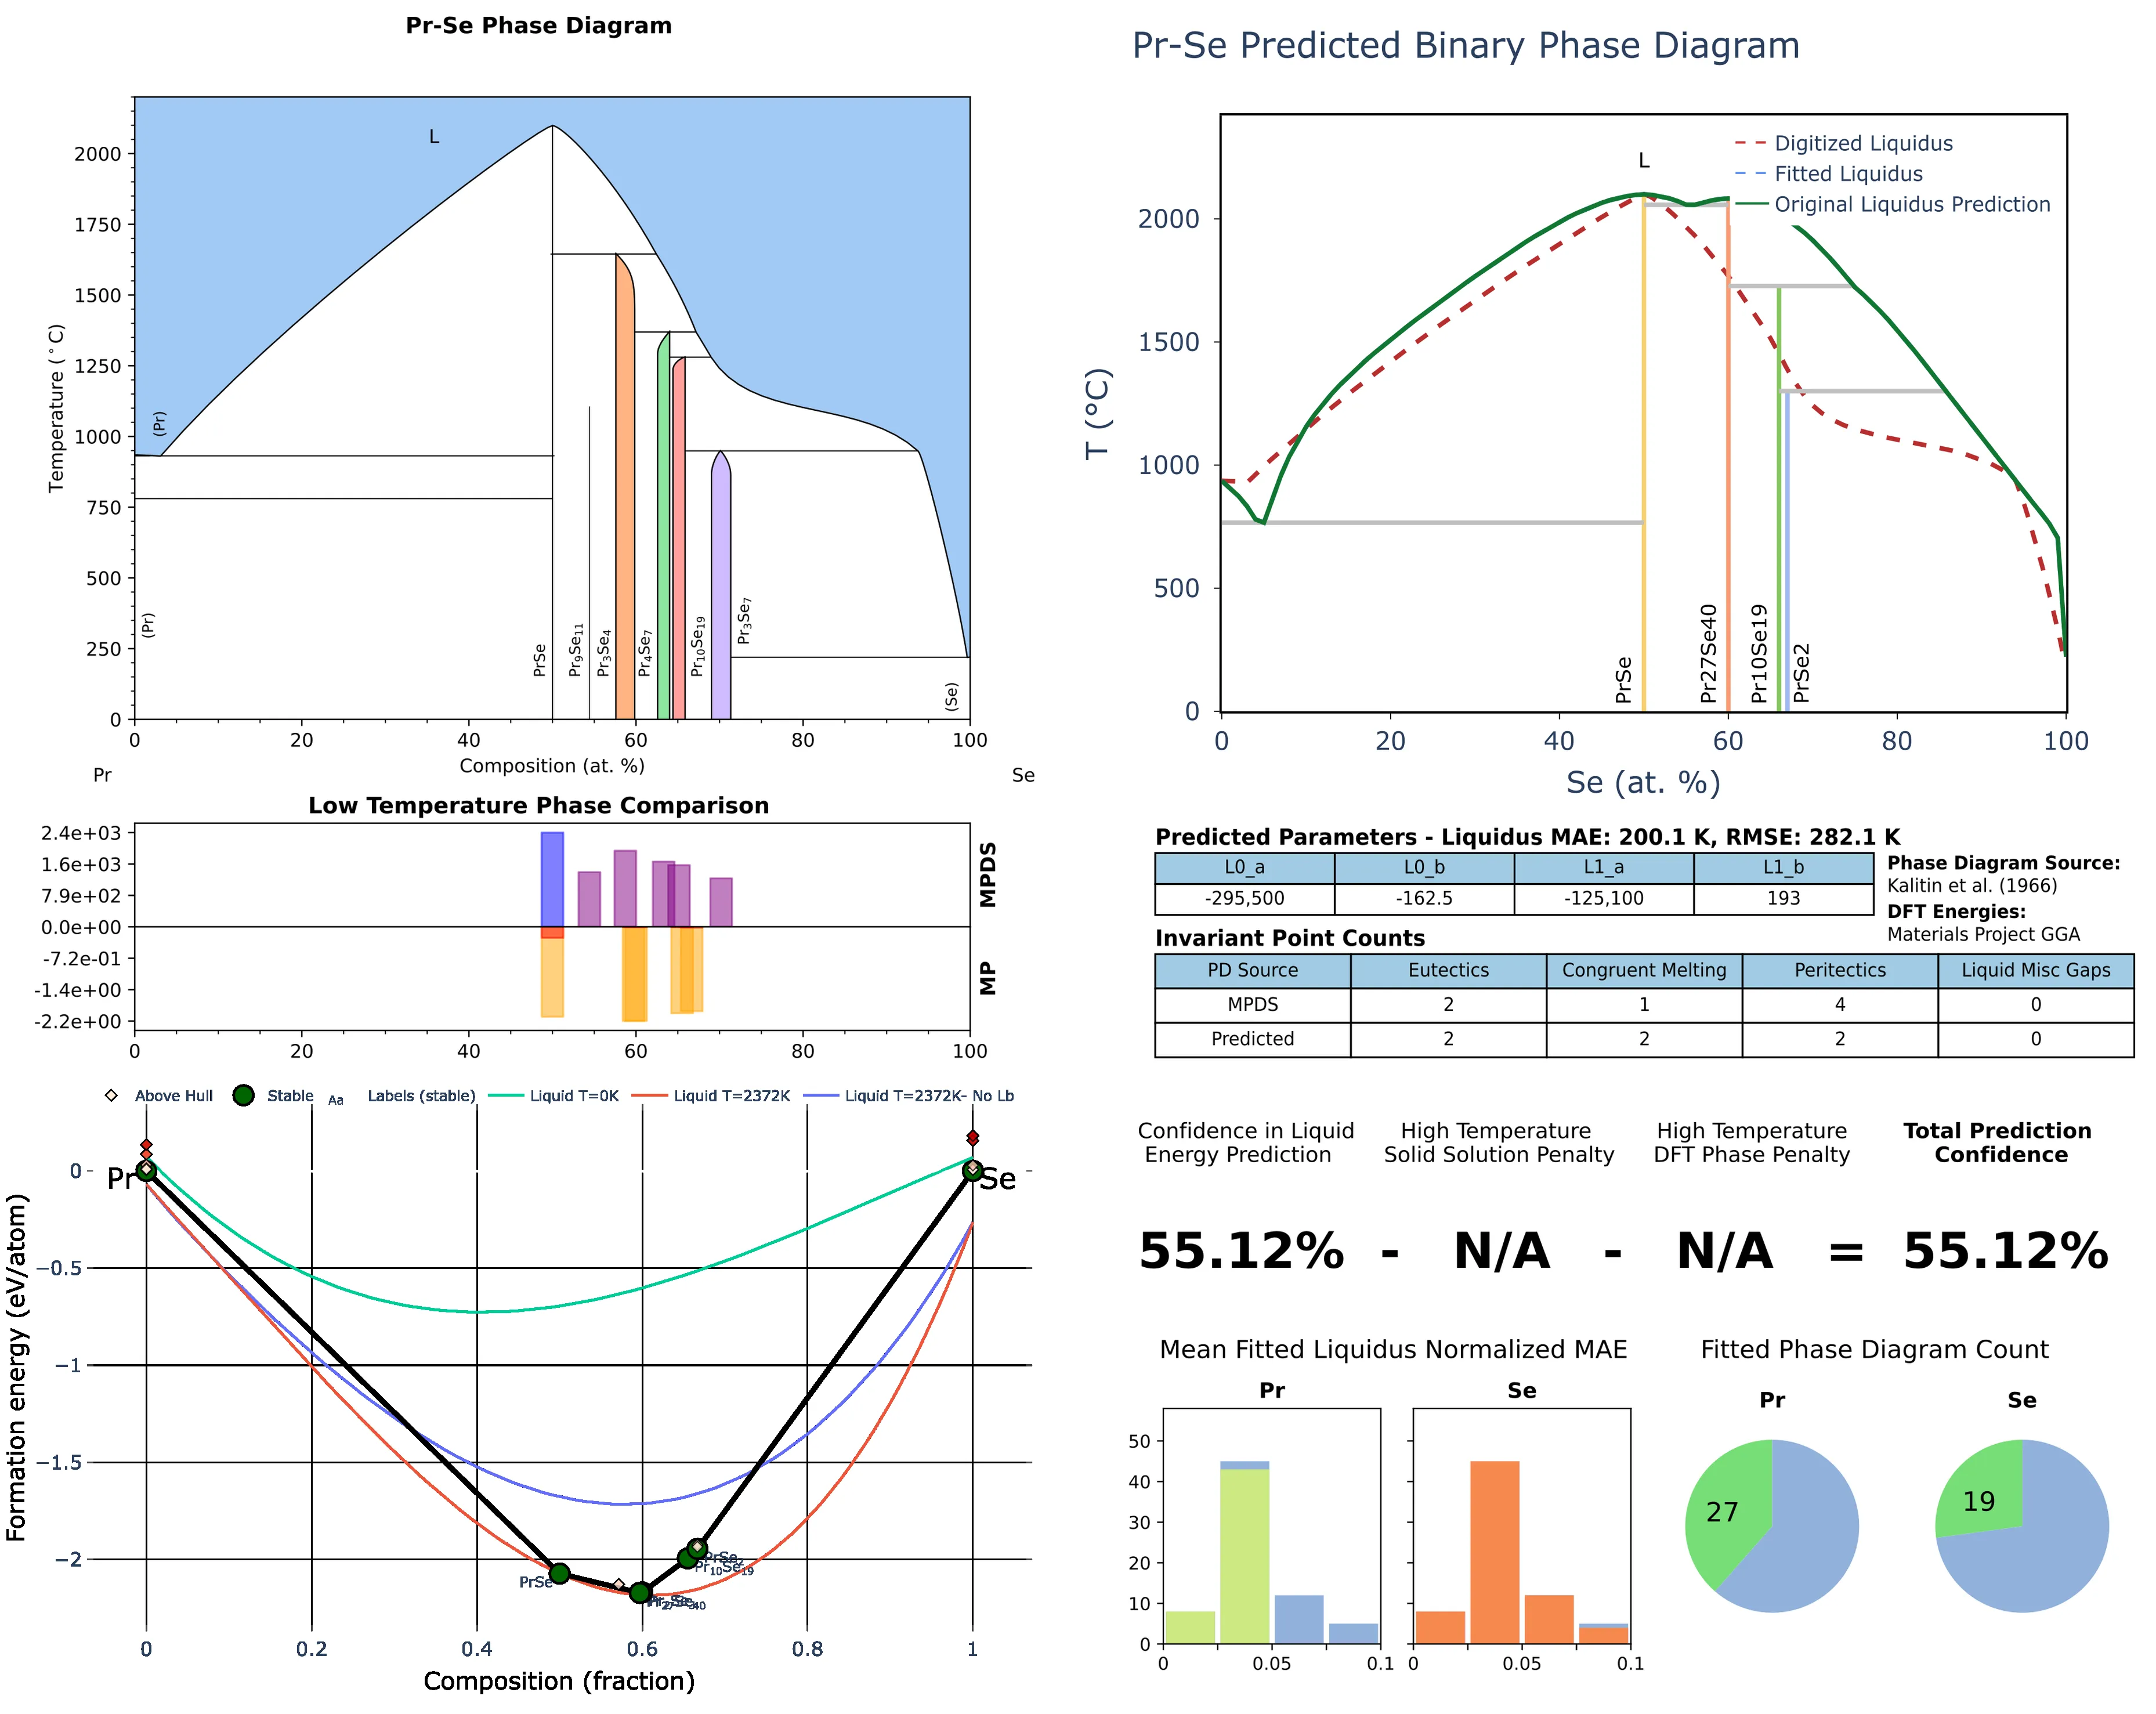 Pr-Se Phase Diagram
Temperature (°C)
2000
1750
1500
1250
1000
750
500
250
0
L
(Pr)
(Pr)
PrSe
Pr9Se11
Pr3Se4
Pr4Se7
Pr10Se19
Pr3Se7
(Se)
0 20 40 60 80 100
Composition (at. %)
Pr Se
Low Temperature Phase Comparison
2.4e+03
1.6e+03
7.9e+02
0.0e+00
-7.2e-01
-1.4e+00
-2.2e+00
MPDS
MP
0 20 40 60 80 100
Above Hull Stable Aa Labels (stable) Liquid T=0K Liquid T=2372K Liquid T=2372K- No Lb
Formation energy (eV/atom)
0
−0.5
−1
−1.5
−2
Pr Se
PrSe
PrSe2
Pr10Se19
0 0.2 0.4 0.6 0.8 1
Composition (fraction)
Pr-Se Predicted Binary Phase Diagram
T (°C)
2000
1500
1000
500
0
L
Digitized Liquidus
Fitted Liquidus
Original Liquidus Prediction
PrSe
Pr27Se40
Pr10Se19
PrSe2
0 20 40 60 80 100
Se (at. %)
Predicted Parameters - Liquidus MAE: 200.1 K, RMSE: 282.1 K
L0_a L0_b L1_a L1_b
-295,500 -162.5 -125,100 193
Phase Diagram Source:
Kalitin et al. (1966)
DFT Energies:
Materials Project GGA
Invariant Point Counts
PD Source Eutectics Congruent Melting Peritectics Liquid Misc Gaps
MPDS 2 1 4 0
Predicted 2 2 2 0
Confidence in Liquid Energy Prediction
High Temperature Solid Solution Penalty
High Temperature DFT Phase Penalty
Total Prediction Confidence
55.12% - N/A - N/A = 55.12%
Mean Fitted Liquidus Normalized MAE
Pr Se
50
40
30
20
10
0
0 0.05 0.1
0 0.05 0.1
Fitted Phase Diagram Count
Pr Se
27 19